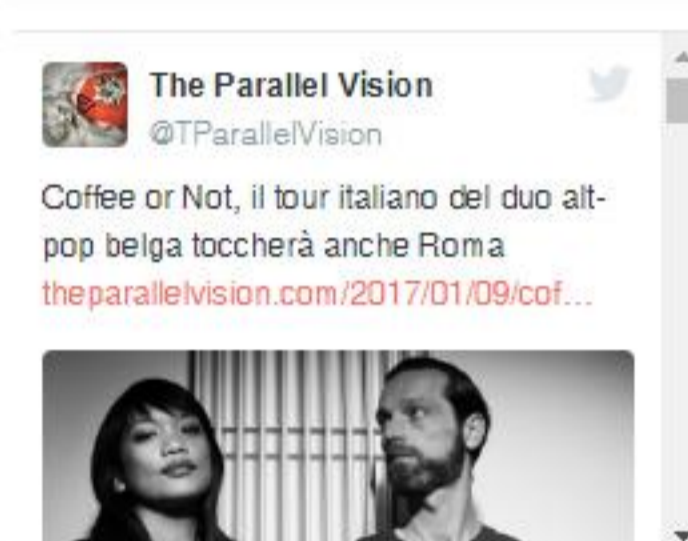 The Parallel Vision
@TParallelVision
Coffee or Not, il tour italiano del duo alt-
pop belga toccherà anche Roma
theparallelvision.com/2017/01/09/cof...